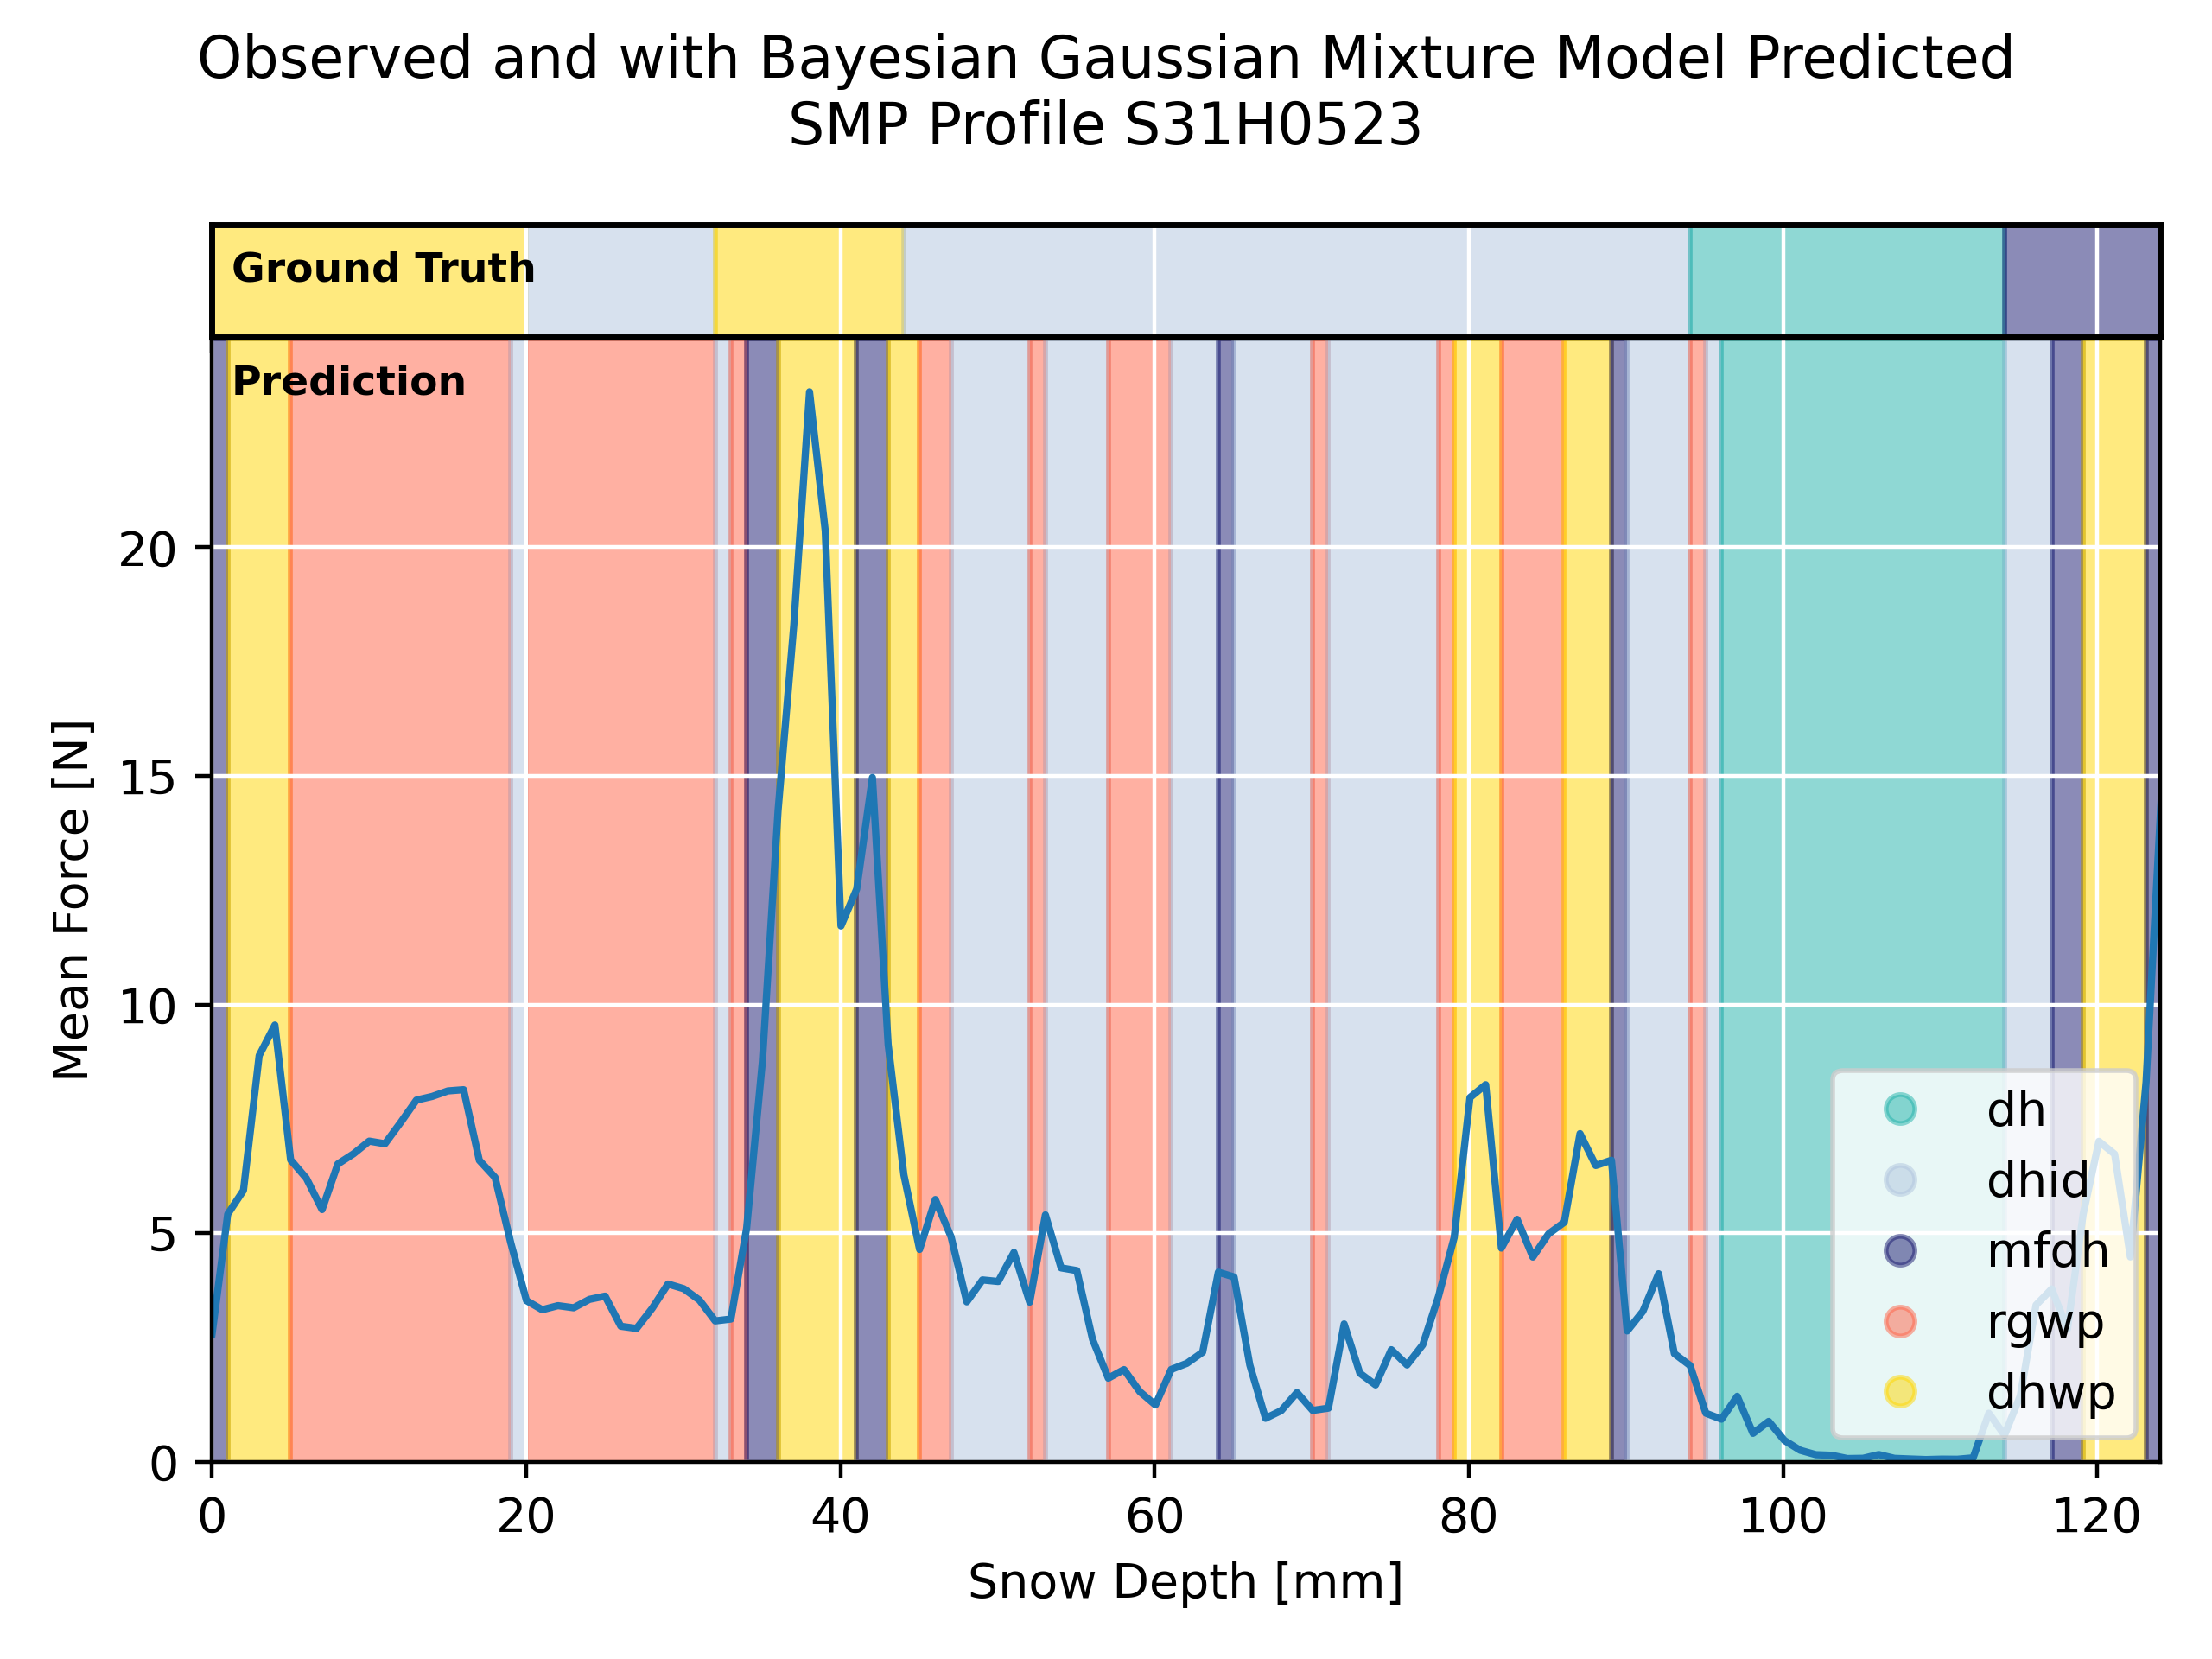 Observed and with Bayesian Gaussian Mixture Model Predicted
SMP Profile S31H0523
Ground Truth
Prediction
20
15
10
5
0
Mean Force [N]
dh
dhid
mfdh
rgwp
dhwp
0 20 40 60 80 100 120
Snow Depth [mm]